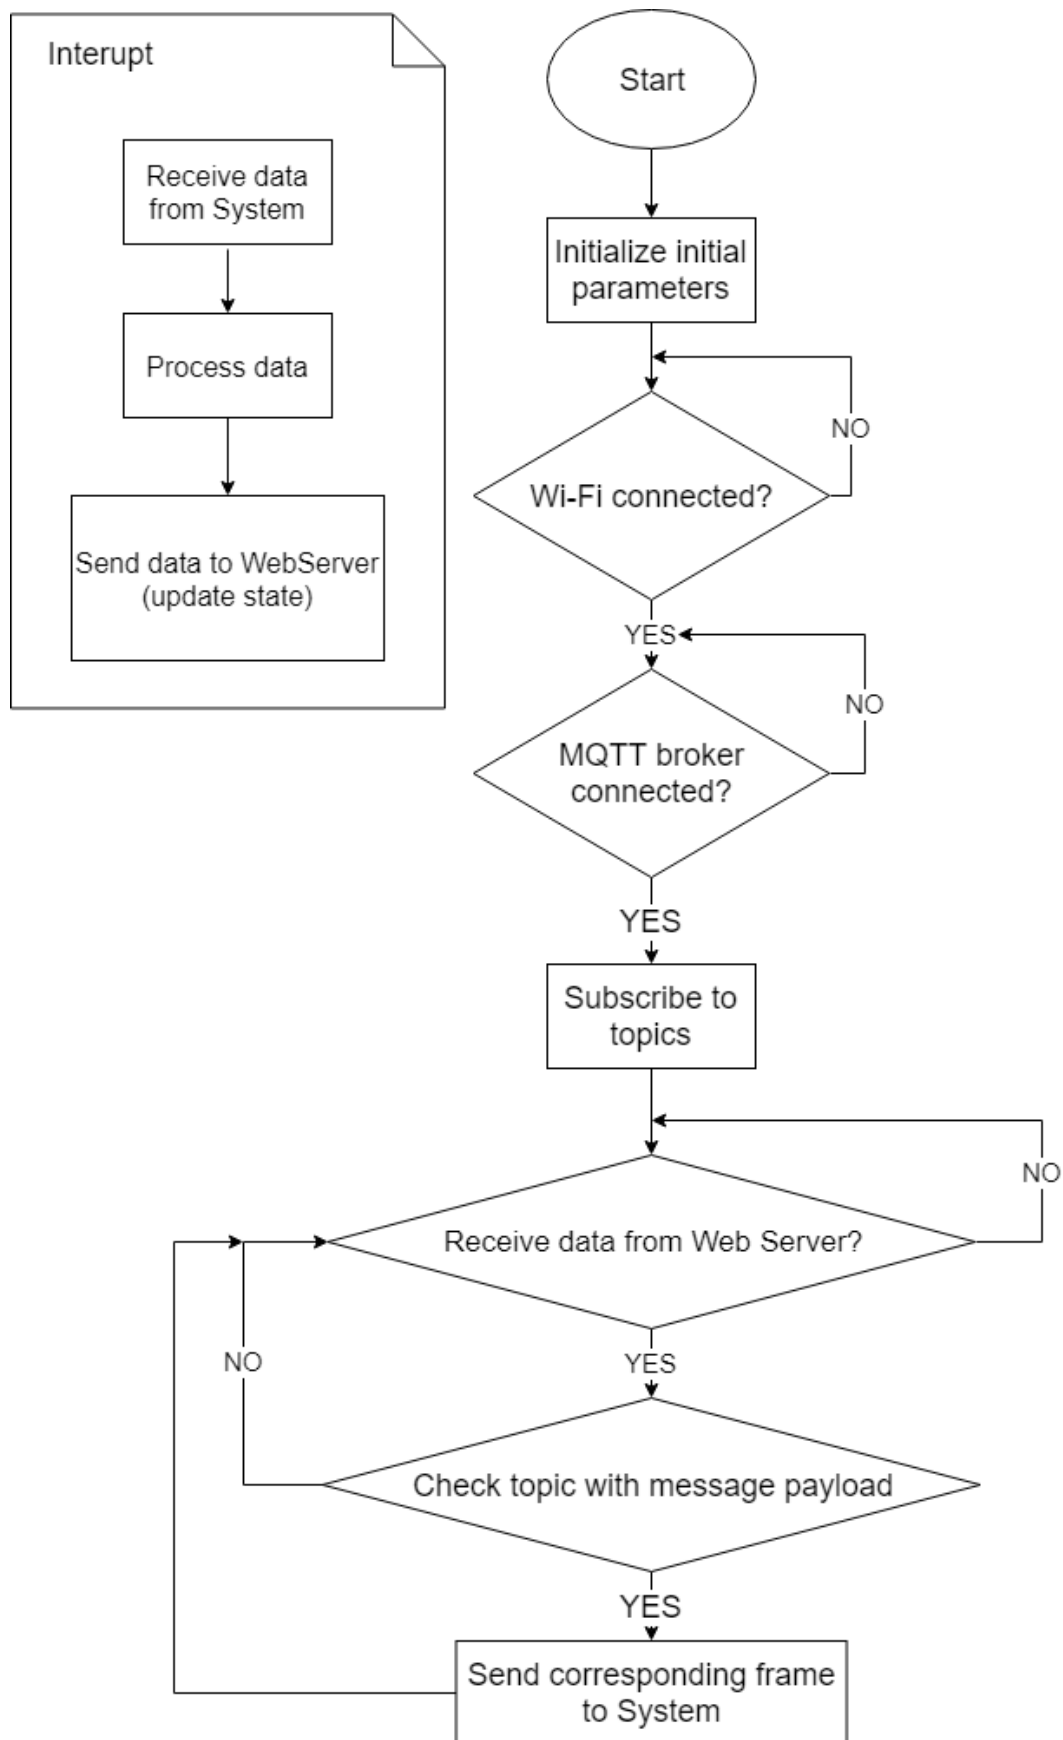 Interupt
Receive data
from System
Process data
Send data to WebServer
(update state)
Start
Initialize initial
parameters
NO
Wi-Fi connected?
YES
NO
MQTT broker
connected?
YES
Subscribe to
topics
NO
Receive data from Web Server?
YES
NO
Check topic with message payload
YES
Send corresponding frame
to System